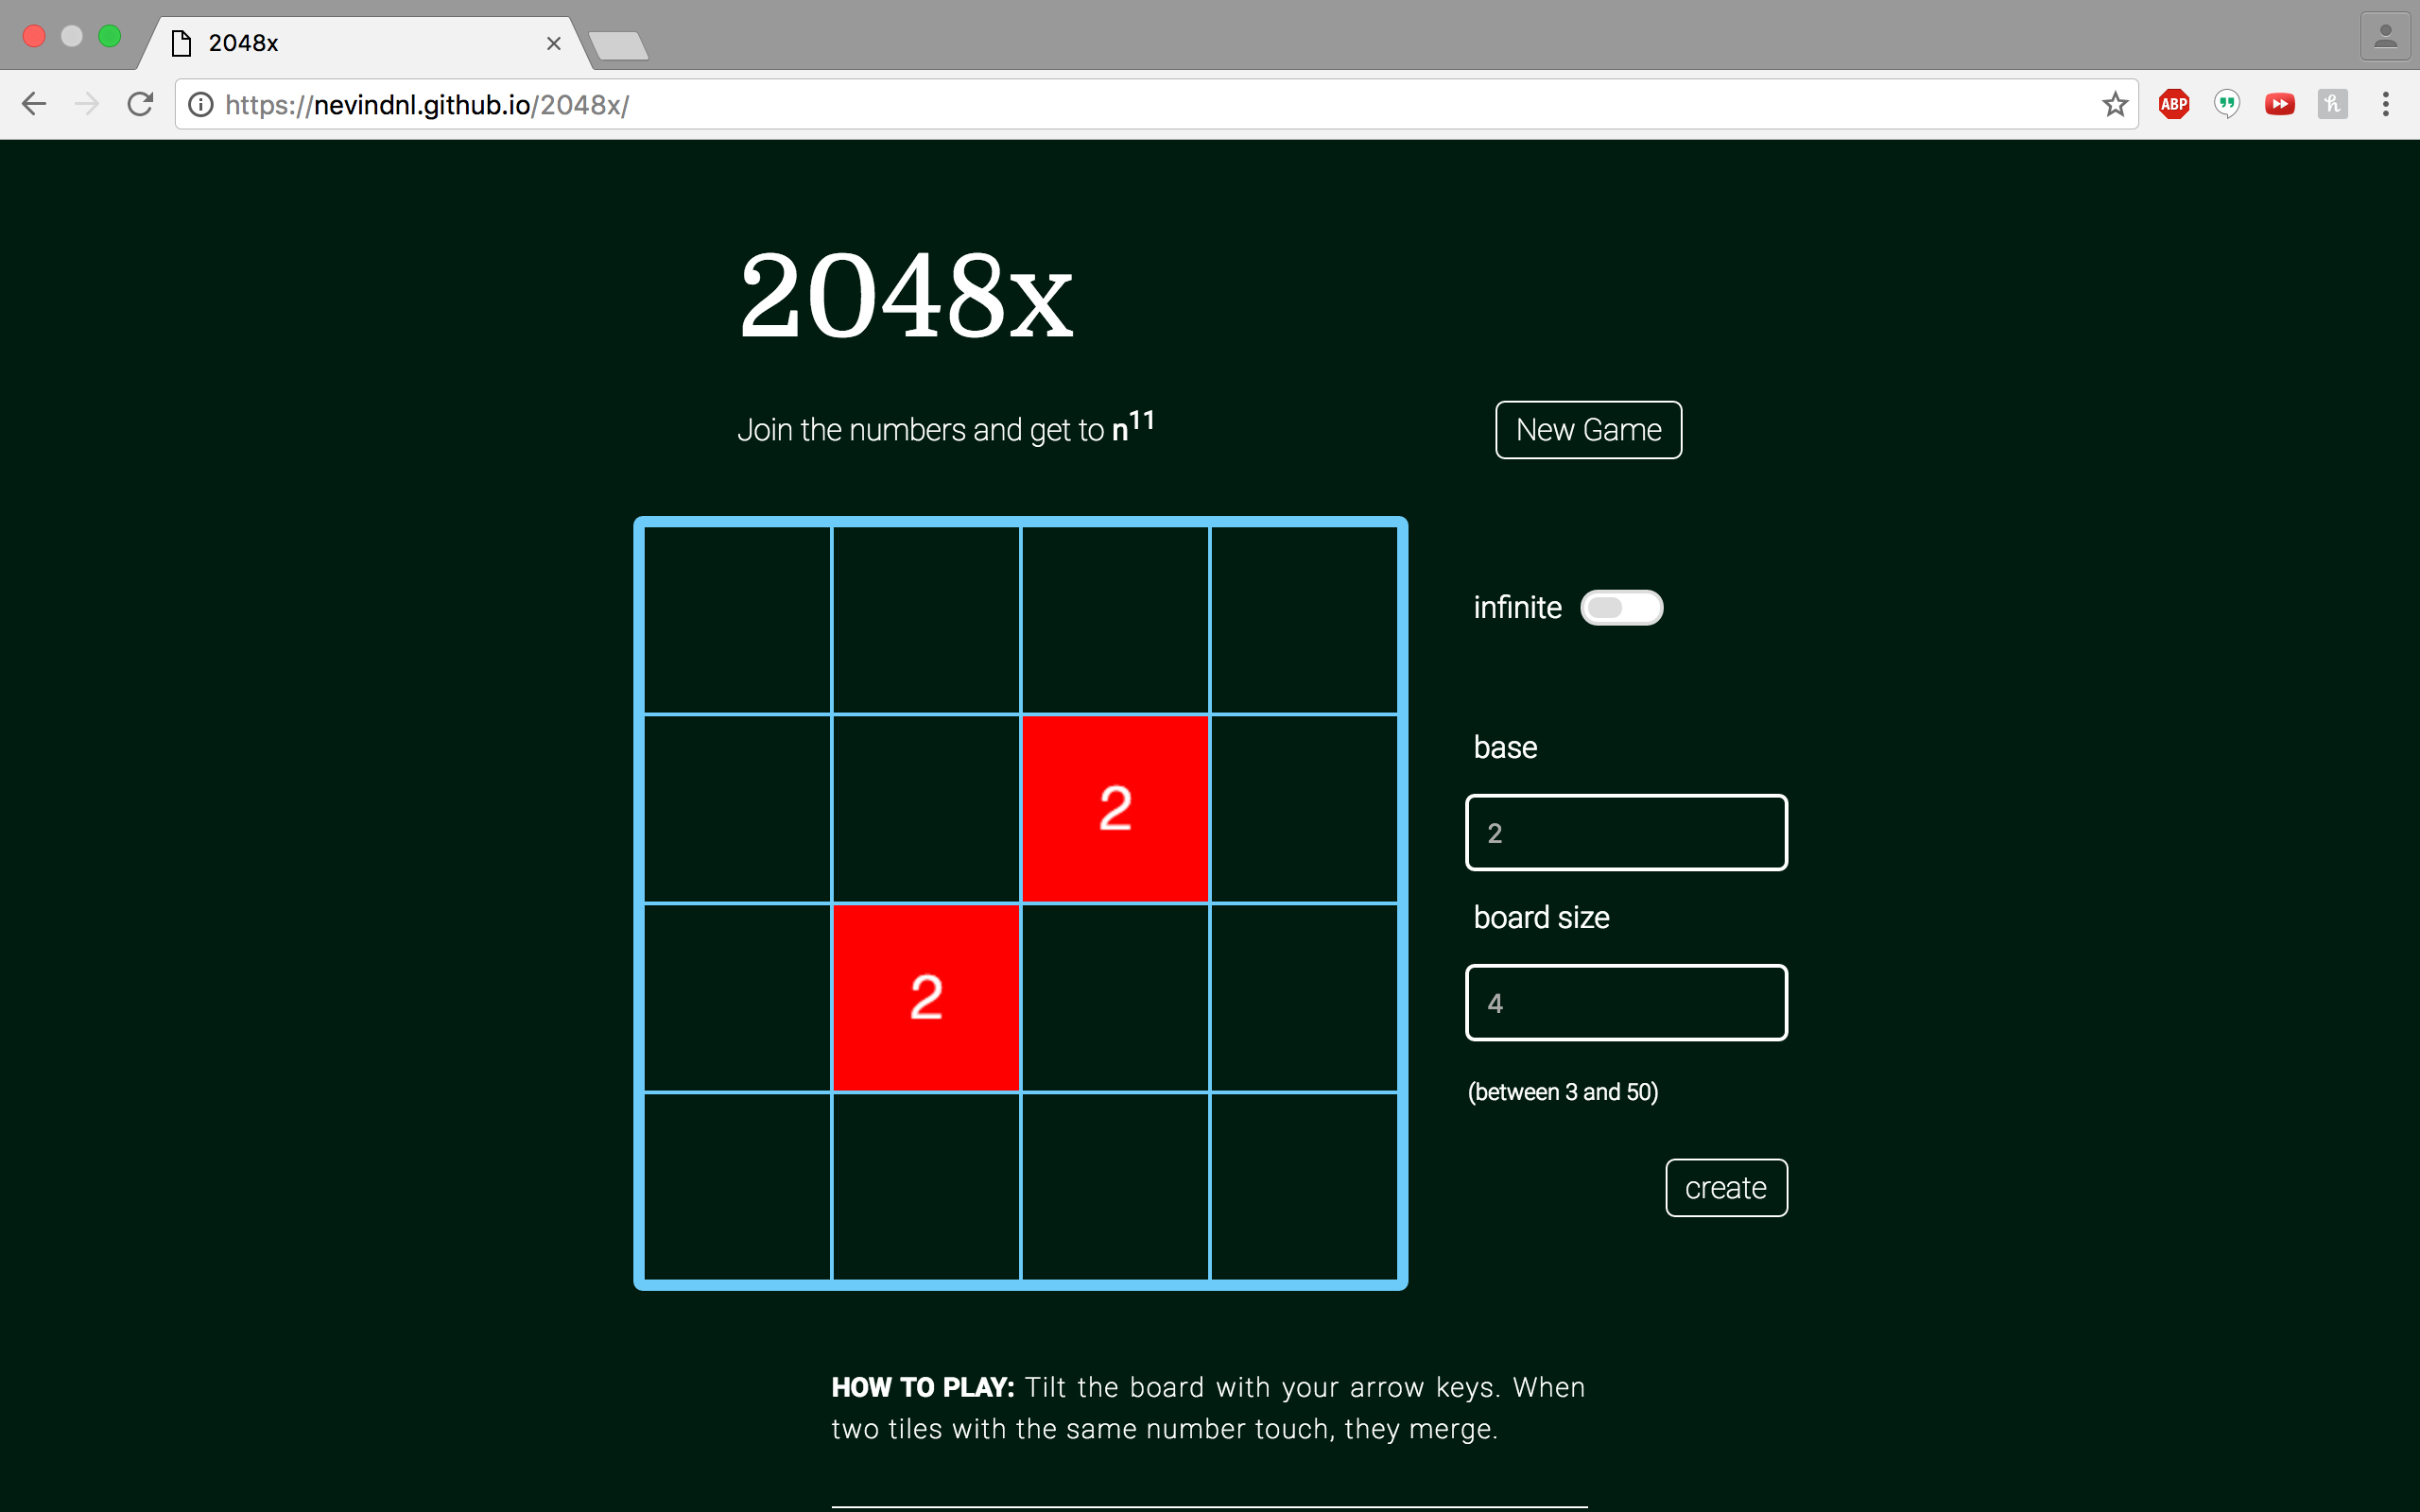 2048x
https://nevindnl.github.io/2048x/
ABP
2048x
Join the numbers and get to n¹¹
New Game
infinite
base
2
2
2
board size
4
(between 3 and 50)
create
HOW TO PLAY: Tilt the board with your arrow keys. When
two tiles with the same number touch, they merge.